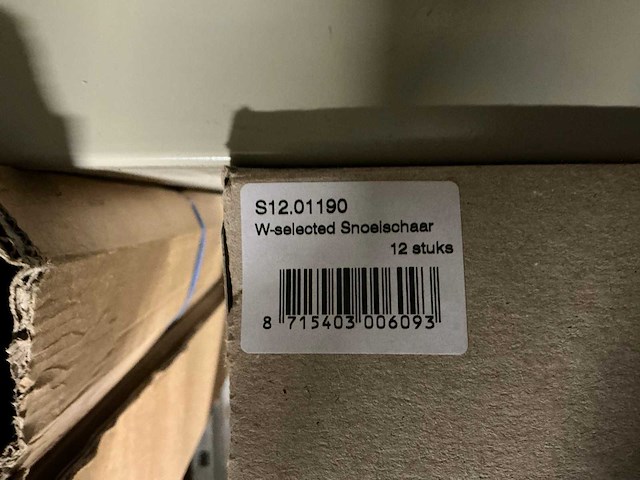 S12.01190
W-selected Snoeischaar
12 stuks
8 715403 006093